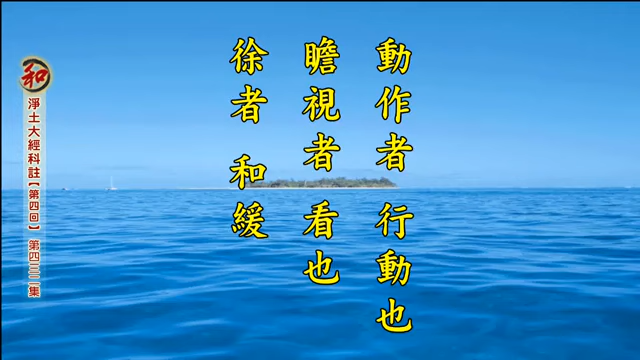 動作者 行動也
瞻視者 看也
徐者 和緩
和
淨土大經科註【第四回】 第四三二集